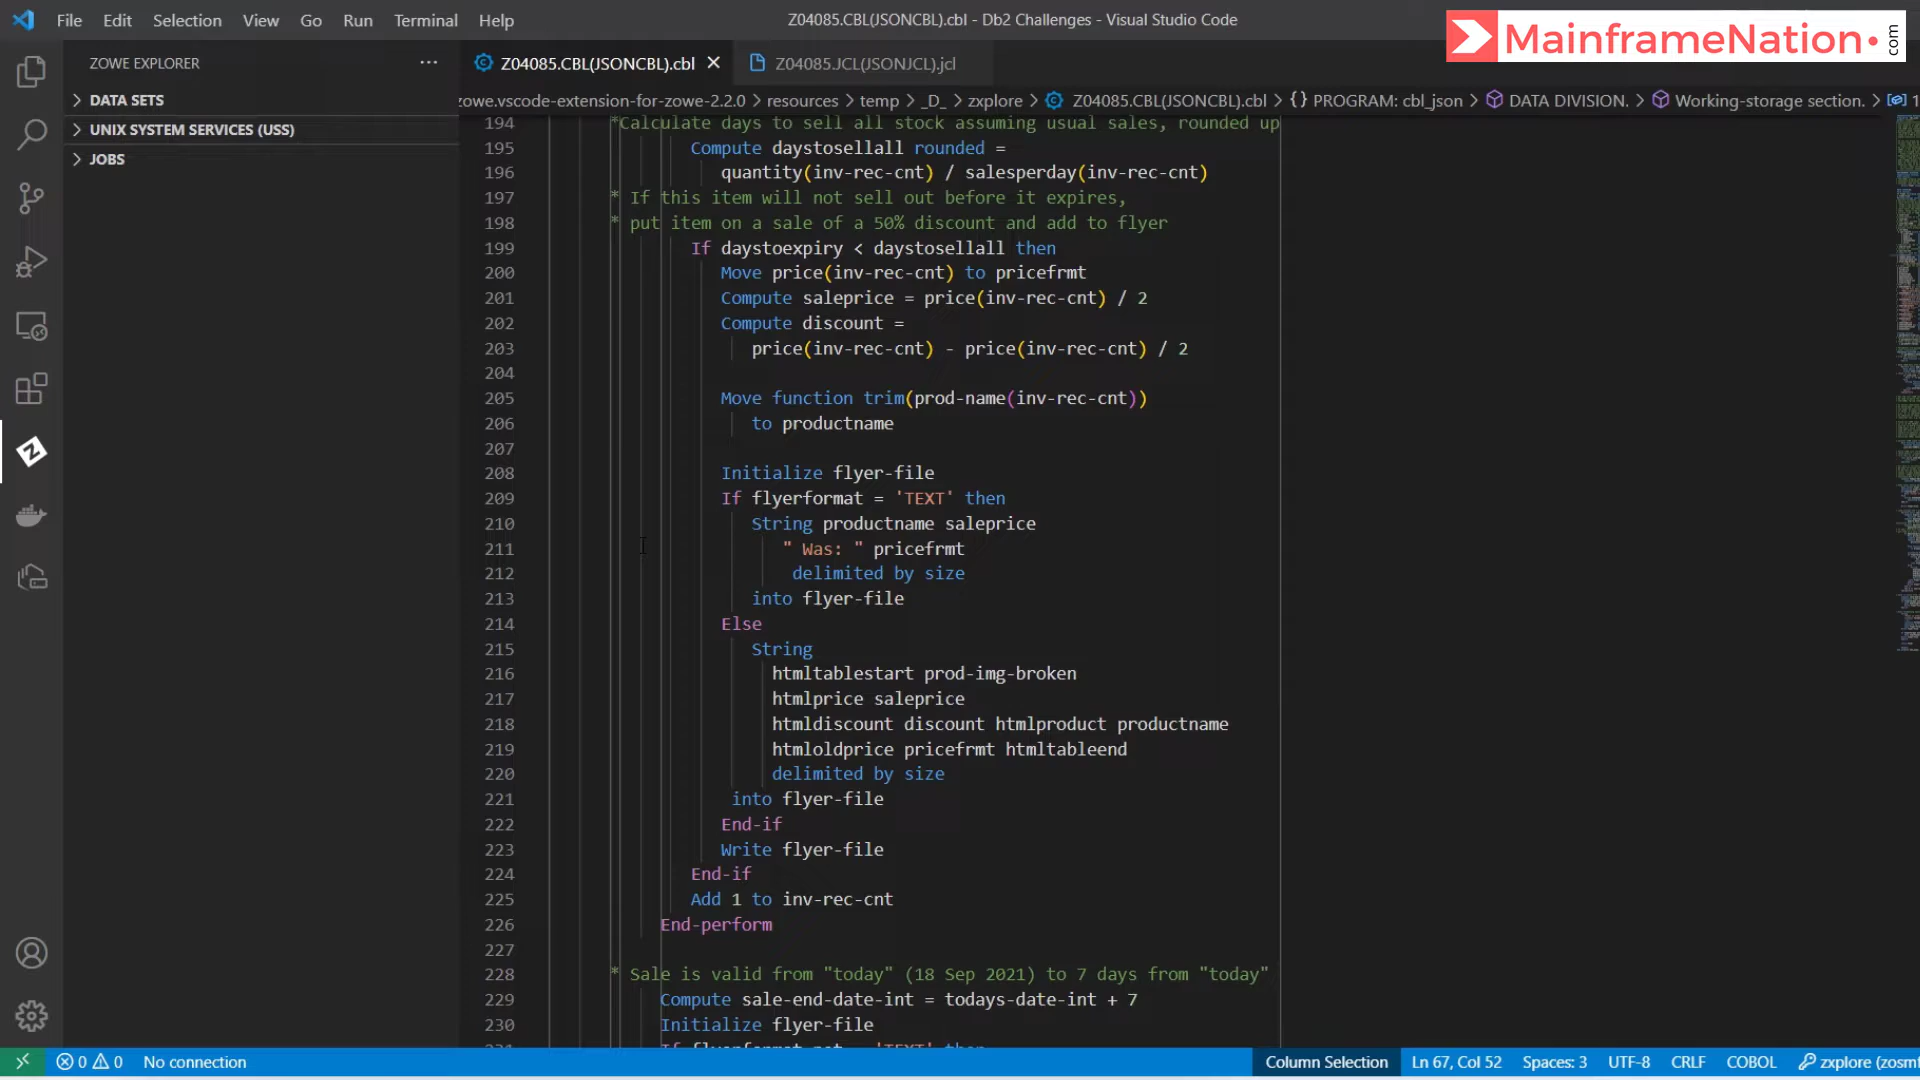 File Edit Selection View Go Run Terminal Help
Z04085.CBL(JSONCBL).cbl - Db2 Challenges - Visual Studio Code
MainframeNation.com
ZOWE EXPLORER
DATA SETS
UNIX SYSTEM SERVICES (USS)
JOBS
Z04085.CBL(JSONCBL).cbl
Z04085.JCL(JSONJCL).jcl
zowe.vscode-extension-for-zowe-2.2.0 > resources > temp > _D_ > zxplore > Z04085.CBL(JSONCBL).cbl > {} PROGRAM: cbl_json > DATA DIVISION. > Working-storage section. >
194 *Calculate days to sell all stock assuming usual sales, rounded up
195 Compute daystosellall rounded =
196 quantity(inv-rec-cnt) / salesperday(inv-rec-cnt)
197 * If this item will not sell out before it expires,
198 * put item on a sale of a 50% discount and add to flyer
199 If daystoexpiry < daystosellall then
200 Move price(inv-rec-cnt) to pricefrmt
201 Compute saleprice = price(inv-rec-cnt) / 2
202 Compute discount =
203 price(inv-rec-cnt) - price(inv-rec-cnt) / 2
204
205 Move function trim(prod-name(inv-rec-cnt))
206 to productname
207
208 Initialize flyer-file
209 If flyerformat = 'TEXT' then
210 String productname saleprice
211 " Was: " pricefrmt
212 delimited by size
213 into flyer-file
214 Else
215 String
216 htmltablestart prod-img-broken
217 htmlprice saleprice
218 htmldiscount discount htmlproduct productname
219 htmloldprice pricefrmt htmltableend
220 delimited by size
221 into flyer-file
222 End-if
223 Write flyer-file
224 End-if
225 Add 1 to inv-rec-cnt
226 End-perform
227
228 * Sale is valid from "today" (18 Sep 2021) to 7 days from "today"
229 Compute sale-end-date-int = todays-date-int + 7
230 Initialize flyer-file
0 0 No connection
Column Selection Ln 67, Col 52 Spaces: 3 UTF-8 CRLF COBOL zxplore